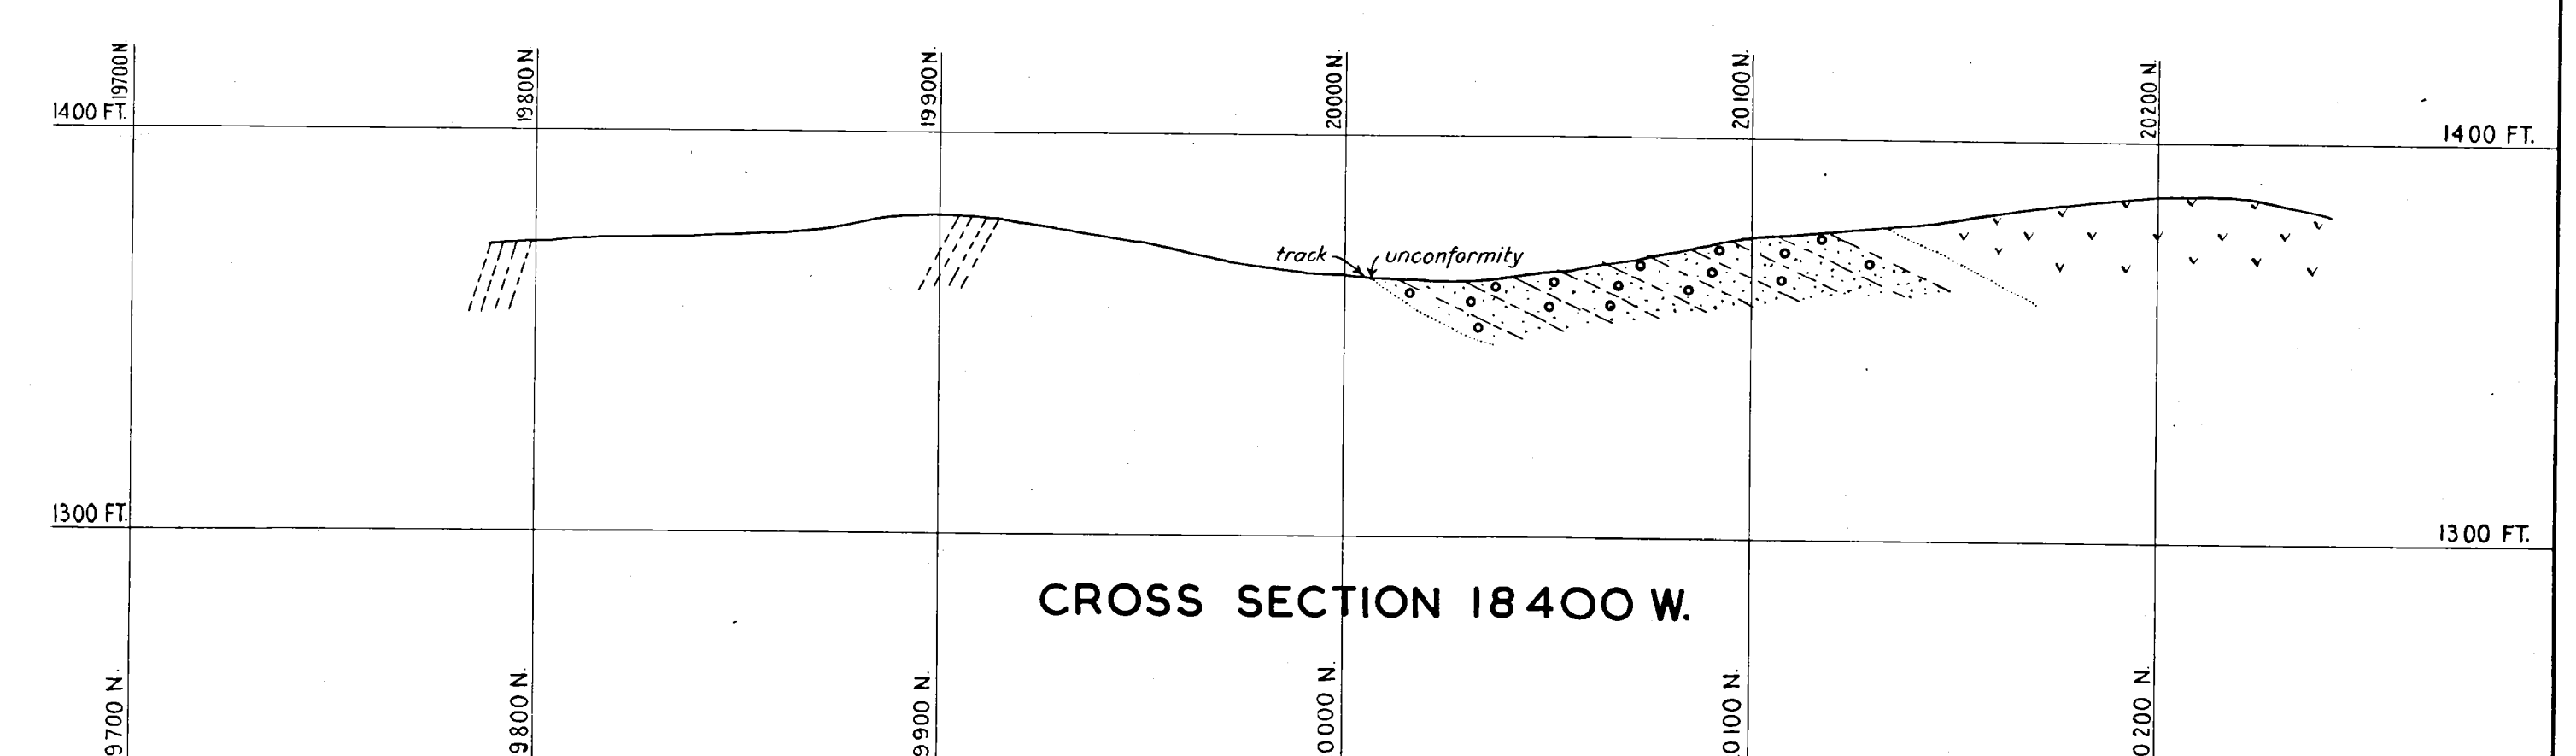 19700 N.
19800 N
19900 N.
20000 N.
20100 N.
20200 N.
1400 FT.
1400 FT.
track
unconformity
1300 FT.
1300 FT.
CROSS SECTION 18400 W.
9700 N.
9800 N.
9900 N.
0000 N.
0100 N.
0200 N.